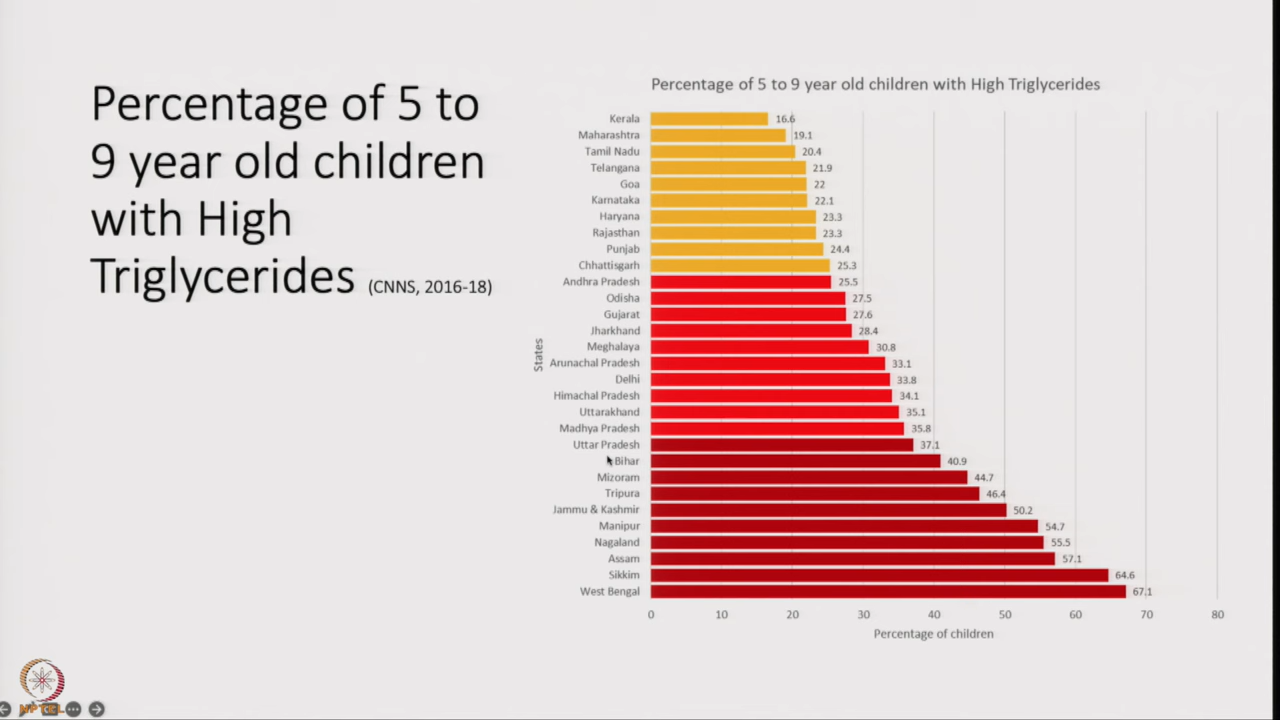 Percentage of 5 to
9 year old children
with High
Triglycerides (CNNS, 2016-18)
Percentage of 5 to 9 year old children with High Triglycerides
States
Kerala 16.6
Maharashtra 19.1
Tamil Nadu 20.4
Telangana 21.9
Goa 22
Karnataka 22.1
Haryana 23.3
Rajasthan 23.3
Punjab 24.4
Chhattisgarh 25.3
Andhra Pradesh 25.5
Odisha 27.5
Gujarat 27.6
Jharkhand 28.4
Meghalaya 30.8
Arunachal Pradesh 33.1
Delhi 33.8
Himachal Pradesh 34.1
Uttarakhand 35.1
Madhya Pradesh 35.8
Uttar Pradesh 37.1
Bihar 40.9
Mizoram 44.7
Tripura 46.4
Jammu & Kashmir 50.2
Manipur 54.7
Nagaland 55.5
Assam 57.1
Sikkim 64.6
West Bengal 67.1
0 10 20 30 40 50 60 70 80
Percentage of children
NPTEL